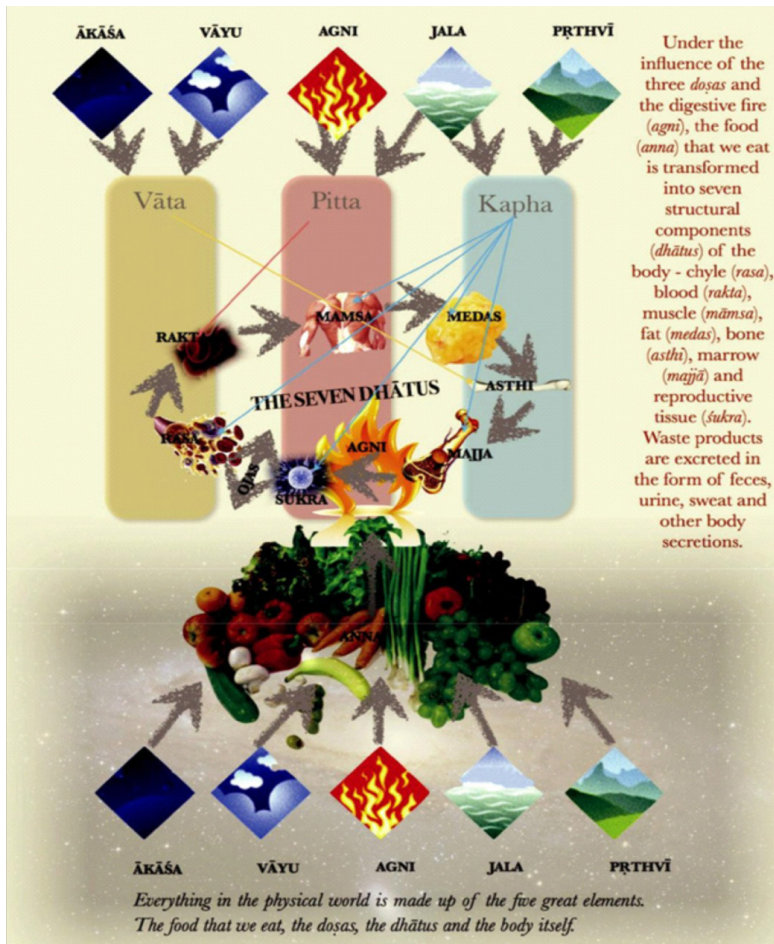 ĀKĀŚA
VĀYU
AGNI
JALA
PṚTHVĪ
Under the
influence of the
three doṣas and
the digestive fire
(agni), the food
(anna) that we eat
is transformed
into seven
structural
components
(dhātus) of the
body - chyle (rasa),
blood (rakta),
muscle (māmsa),
fat (medas), bone
(asthi), marrow
(majjā) and
reproductive
tissue (śukra).
Waste products
are excreted in
the form of feces,
urine, sweat and
other body
secretions.
Vāta
Pitta
Kapha
RAKT
MAMSA
MEDAS
ASTHI
THE SEVEN DHĀTUS
RASA
OJAS
SUKRA
AGNI
MAJJA
ANNA
ĀKĀŚA
VĀYU
AGNI
JALA
PṚTHVĪ
Everything in the physical world is made up of the five great elements.
The food that we eat, the doṣas, the dhātus and the body itself.